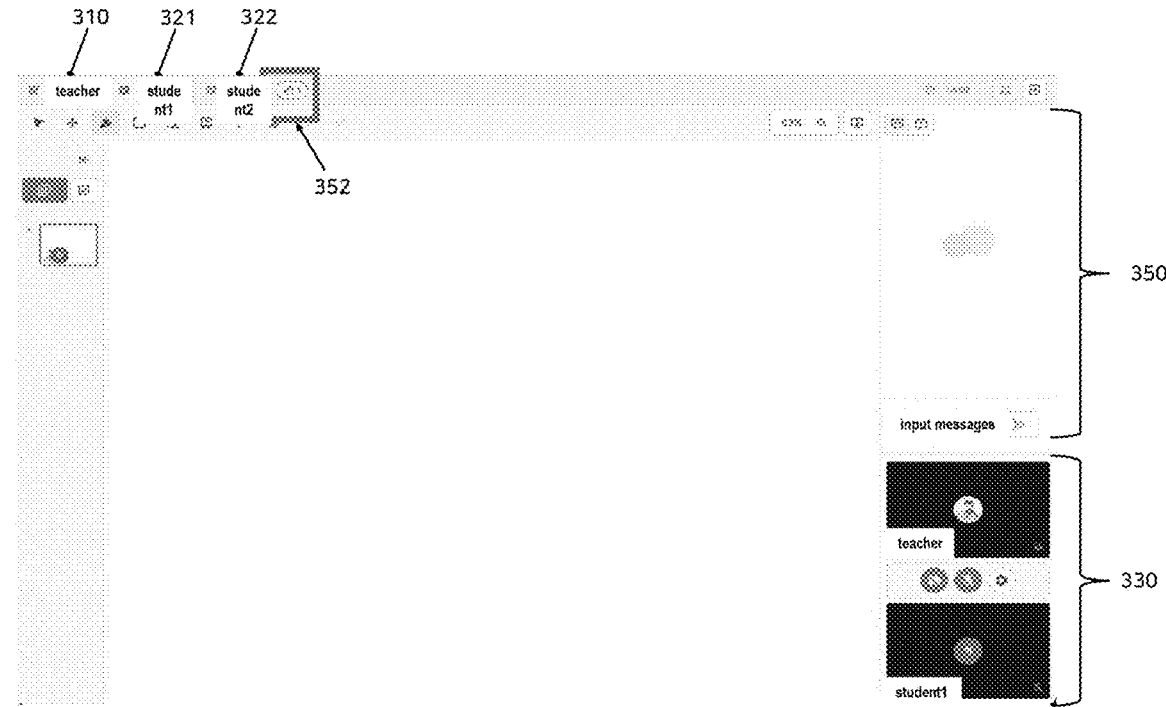 310 321 322
teacher stude stude
nt1 nt2
352
350
input messages
teacher
330
student1